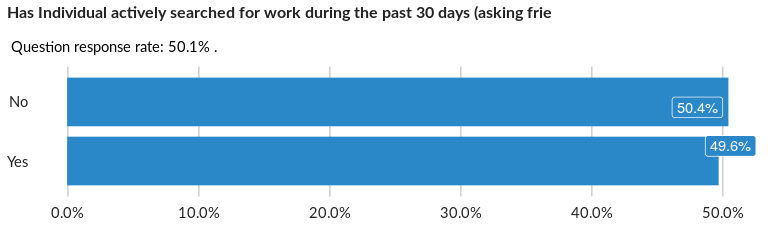 Has Individual actively searched for work during the past 30 days (asking frie
Question response rate: 50.1% .
No
50.4%
Yes
49.6%
0.0% 10.0% 20.0% 30.0% 40.0% 50.0%